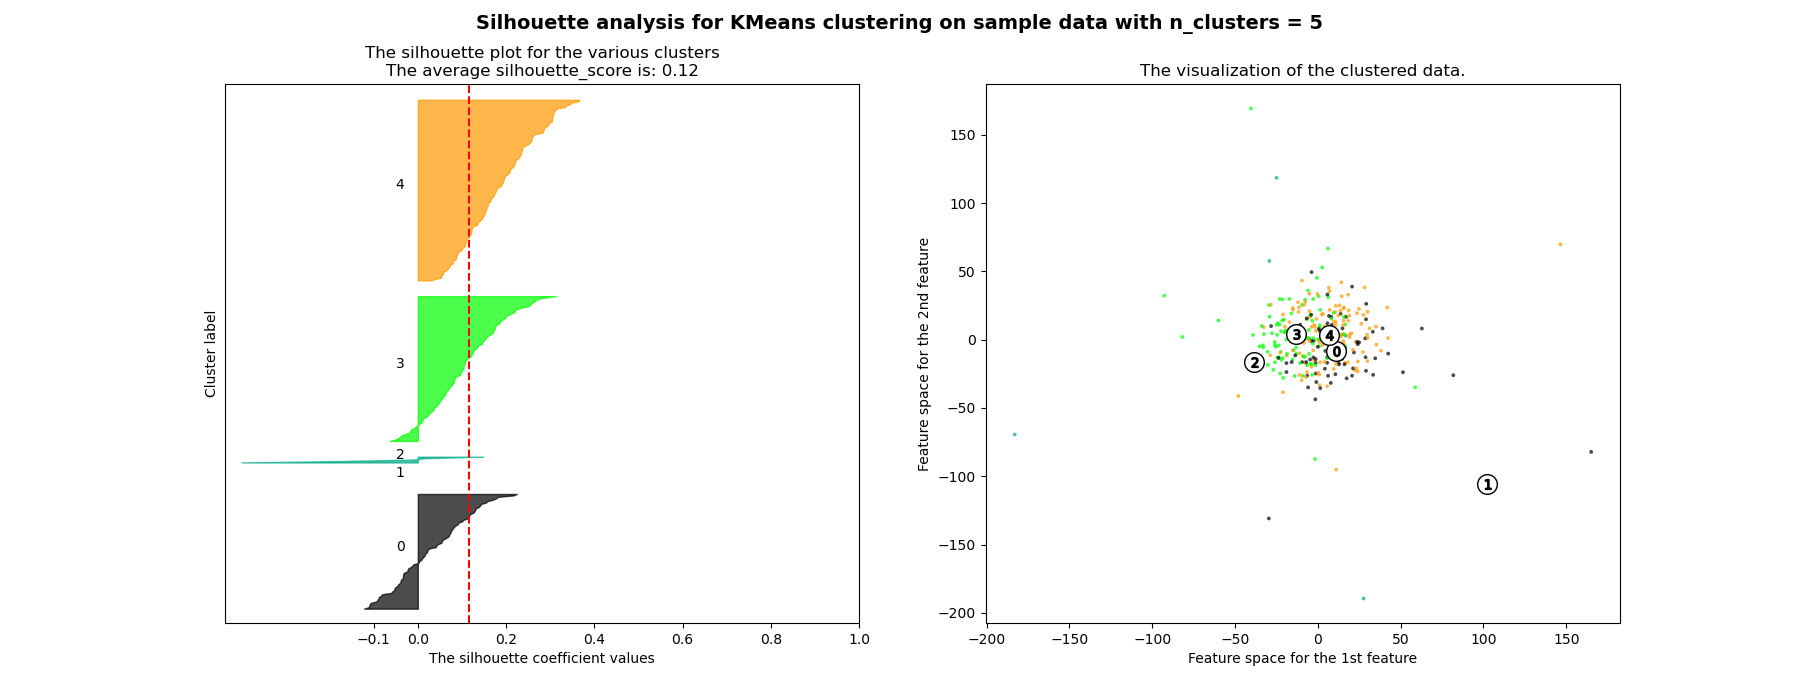 Silhouette analysis for KMeans clustering on sample data with n_clusters = 5
The silhouette plot for the various clusters
The average silhouette_score is: 0.12
Cluster label
4
3
2
1
0
−0.1 0.0 0.2 0.4 0.6 0.8 1.0
The silhouette coefficient values
The visualization of the clustered data.
Feature space for the 2nd feature
150
100
50
0
−50
−100
−150
−200
3
4
0
2
1
−200 −150 −100 −50 0 50 100 150
Feature space for the 1st feature